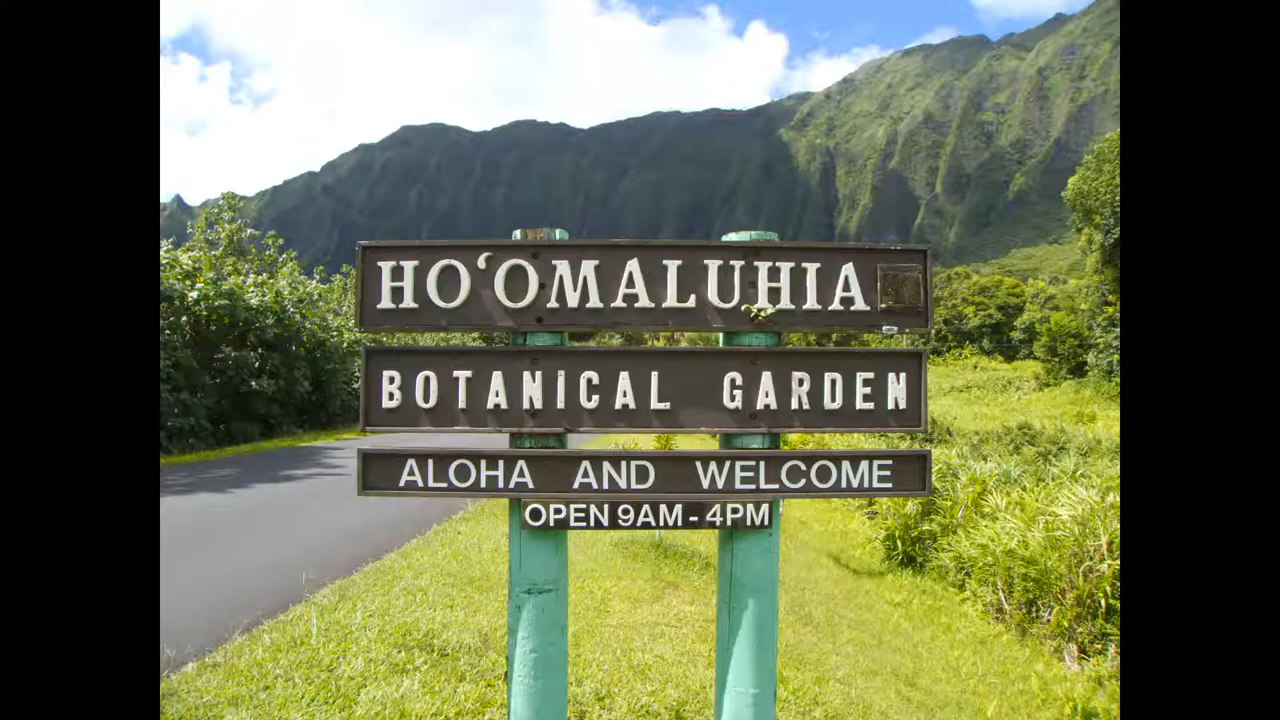 HOʻOMALUHIA
BOTANICAL GARDEN
ALOHA AND WELCOME
OPEN 9AM - 4PM